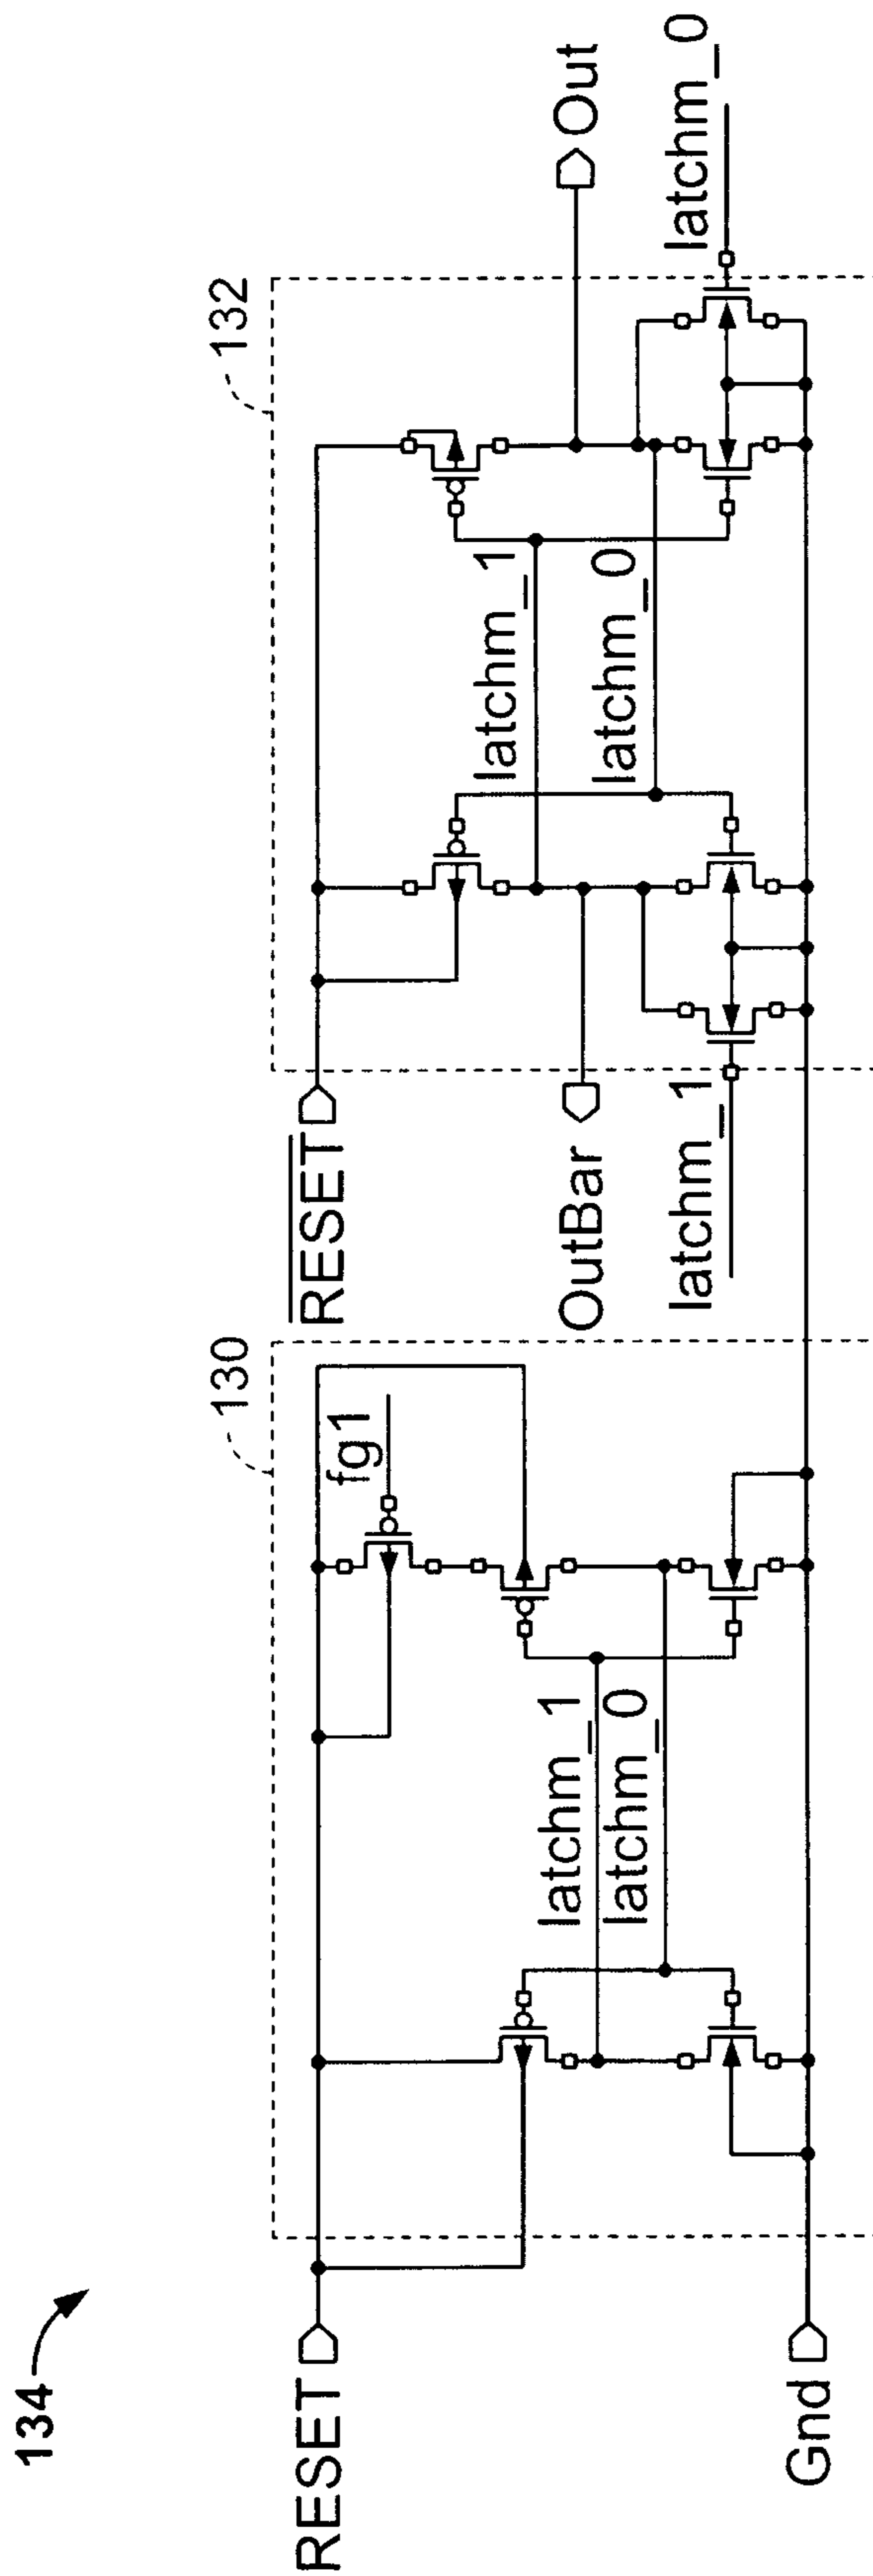 134
RESET
Gnd
130
fg1
latchm_1
latchm_0
132
RESET
OutBar
latchm_1
latchm_1
latchm_0
Out
latchm_0